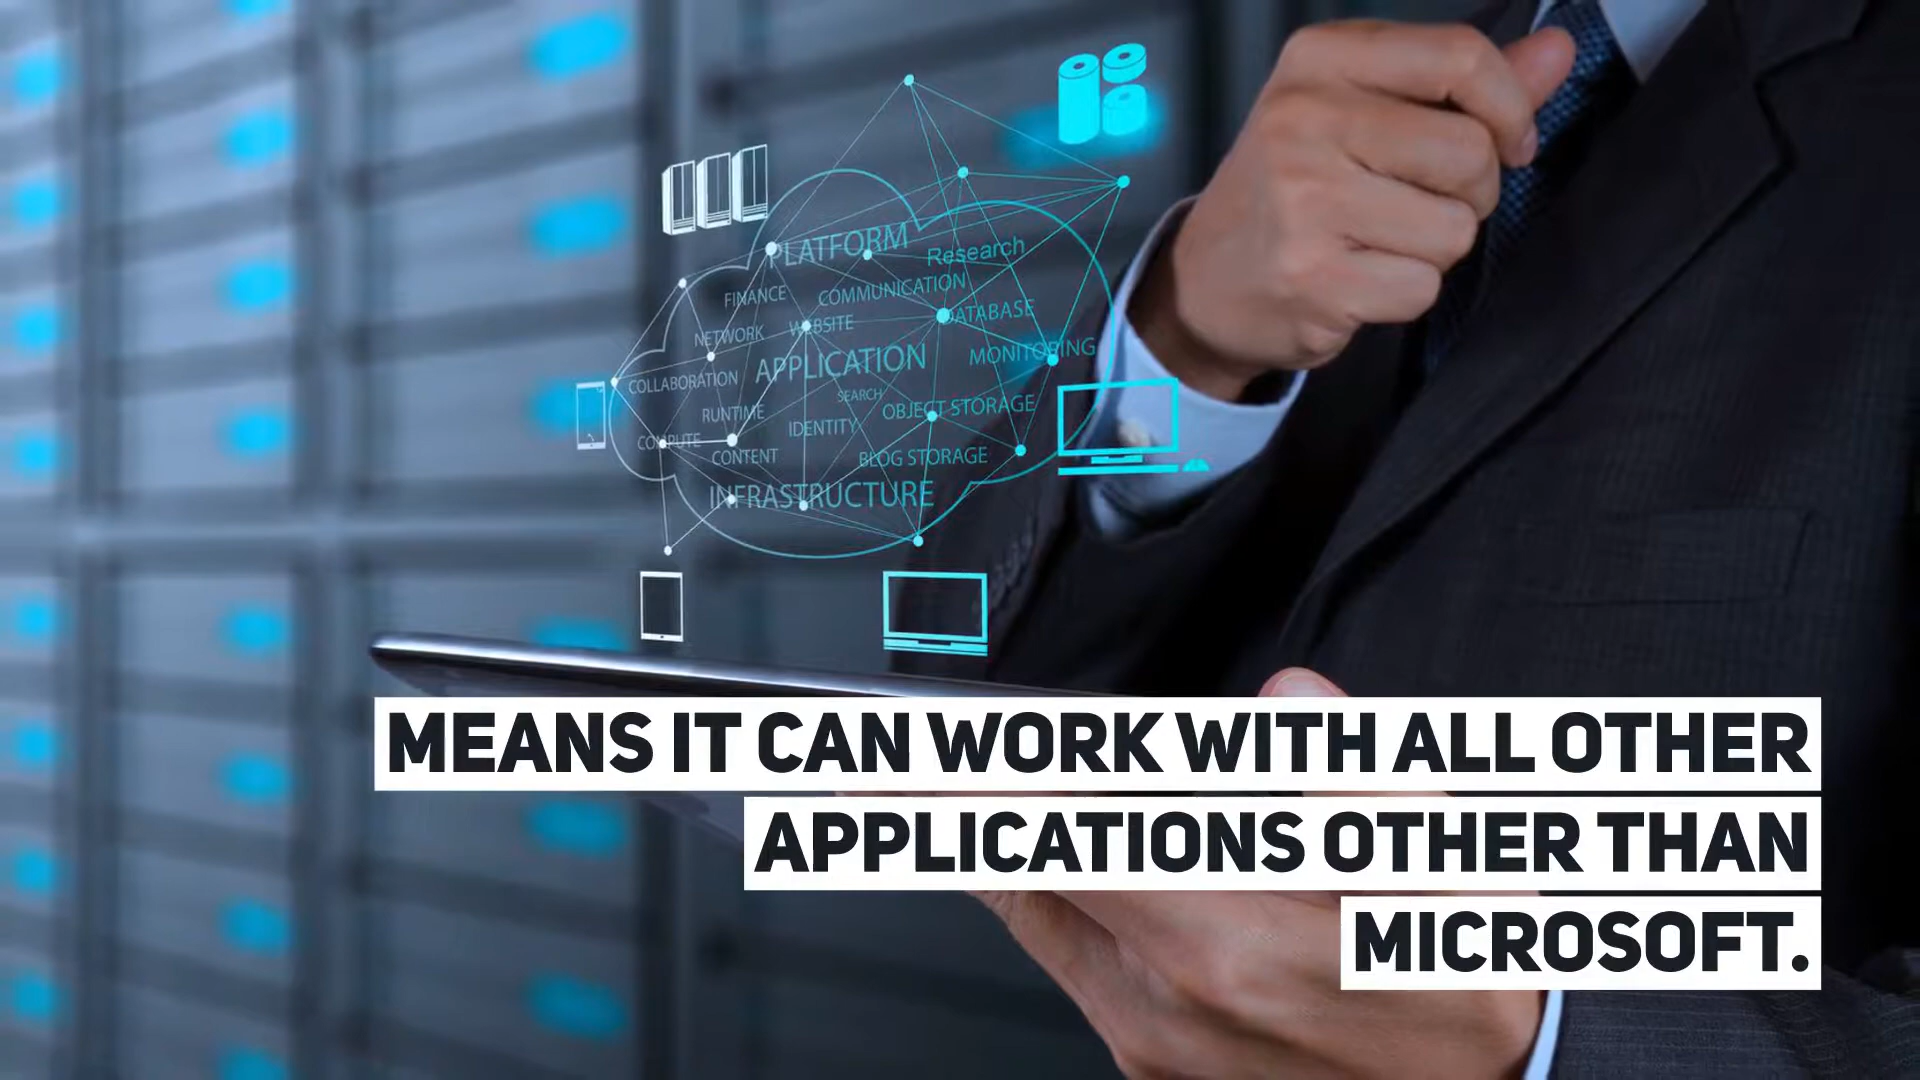 PLATFORM
Research
FINANCE
COMMUNICATION
NETWORK
WEBSITE
DATABASE
APPLICATION
MONITORING
COLLABORATION
SEARCH
RUNTIME
OBJECT STORAGE
IDENTITY
COMPUTE
CONTENT
BLOG STORAGE
INFRASTRUCTURE
MEANS IT CAN WORK WITH ALL OTHER
APPLICATIONS OTHER THAN
MICROSOFT.